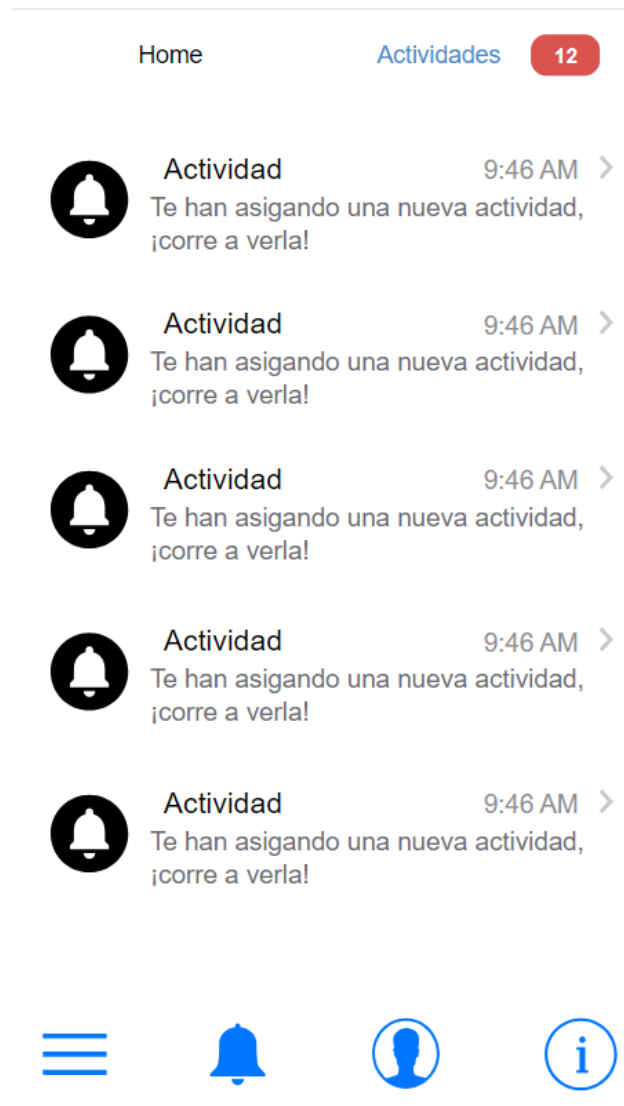 Home Actividades 12
Actividad 9:46 AM
Te han asigando una nueva actividad,
¡corre a verla!
Actividad 9:46 AM
Te han asigando una nueva actividad,
¡corre a verla!
Actividad 9:46 AM
Te han asigando una nueva actividad,
¡corre a verla!
Actividad 9:46 AM
Te han asigando una nueva actividad,
¡corre a verla!
Actividad 9:46 AM
Te han asigando una nueva actividad,
¡corre a verla!